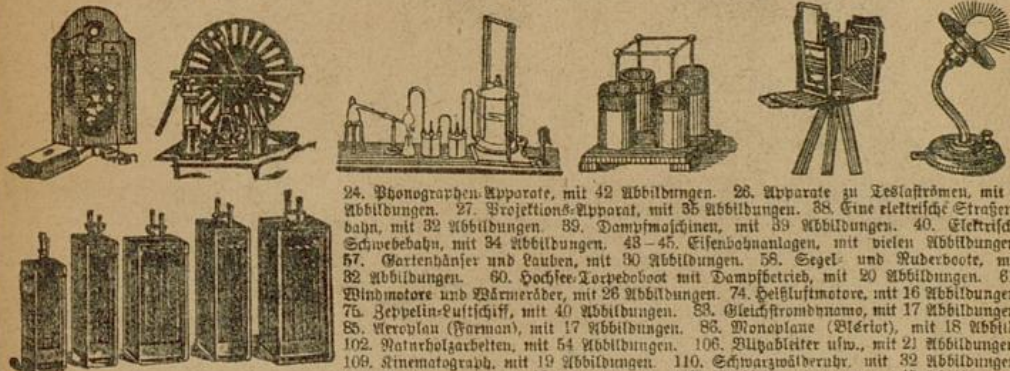 24. Phonographen-Apparate, mit 42 Abbildungen. 26. Apparate zu Teslaströmen, mit
Abbildungen. 27. Projektions-Apparat, mit 35 Abbildungen. 38. Eine elektrische Straßen
bahn, mit 32 Abbildungen. 39. Dampfmaschinen, mit 39 Abbildungen. 40. Elektrisch
Schwebebahn, mit 34 Abbildungen. 43–45. Eisenbahnanlagen, mit vielen Abbildungen
57. Gartenhäuser und Lauben, mit 30 Abbildungen. 58. Segel- und Ruderboote, m
32 Abbildungen. 60. Hochsee-Torpedoboot mit Dampfbetrieb, mit 20 Abbildungen. 6
Windmotore und Wärmeräder, mit 26 Abbildungen. 74. Heißluftmotore, mit 16 Abbildungen
75. Zeppelin-Luftschiff, mit 40 Abbildungen. 83. Gleichstromdynamo, mit 17 Abbildungen
85. Aeroplan (Farman), mit 17 Abbildungen. 86. Monoplane (Blériot), mit 18 Abbild
102. Naturholzarbeiten, mit 54 Abbildungen. 106. Blitzableiter usw., mit 21 Abbildungen
109. Kinematograph, mit 19 Abbildungen. 110. Schwarzwälderuhr, mit 32 Abbildungen